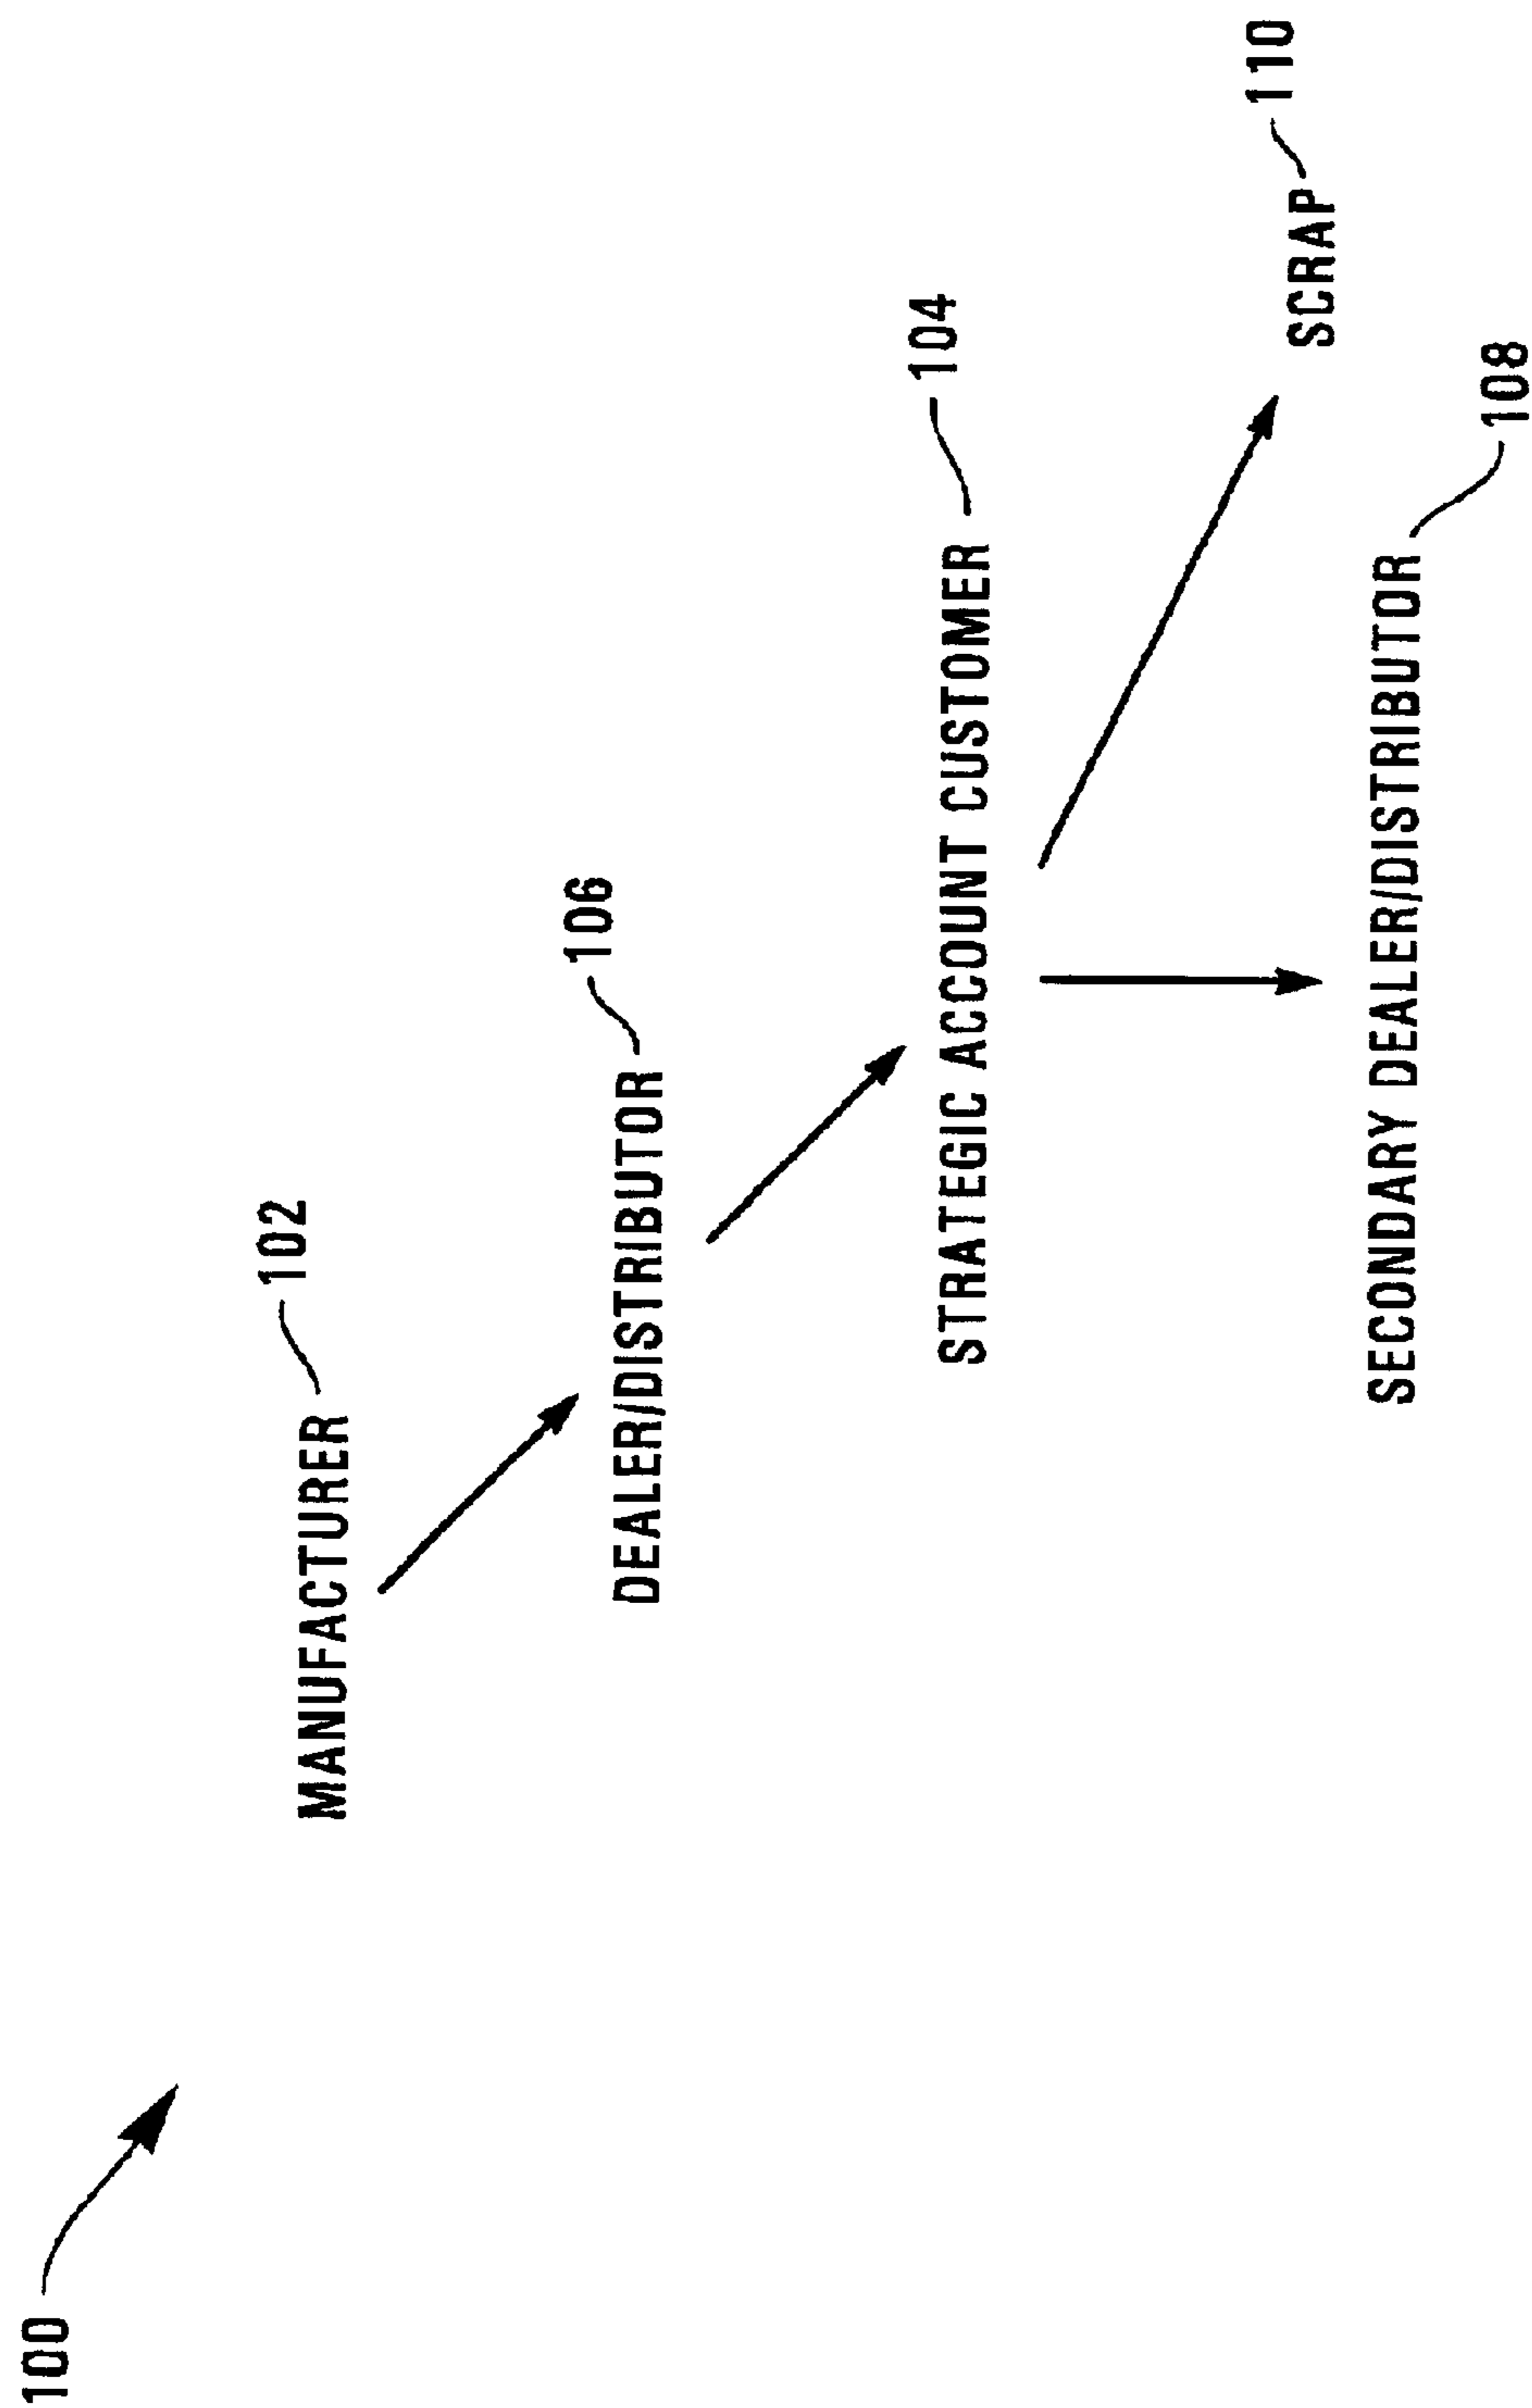 100
MANUFACTURER 102
DEALER/DISTRIBUTOR 106
STRATEGIC ACCOUNT CUSTOMER 104
SCRAP 110
SECONDARY DEALER/DISTRIBUTOR 108